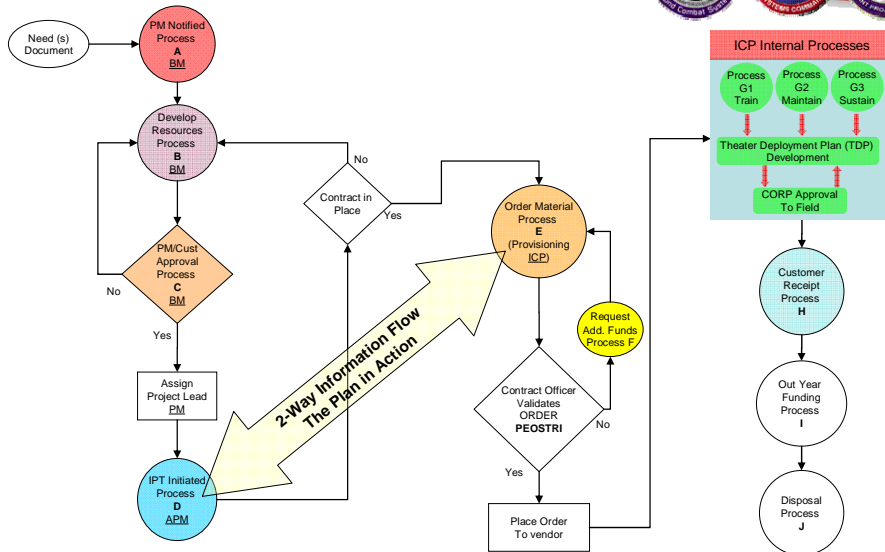 Need (s)
Document
PM Notified
Process
A
BM
Develop
Resources
Process
B
BM
PM/Cust
Approval
Process
C
BM
No
Yes
Assign
Project Lead
PM
IPT Initiated
Process
D
APM
Contract in
Place
No
Yes
2-Way Information Flow
The Plan in Action
Order Material
Process
E
(Provisioning
ICP)
Request
Add. Funds
Process F
Contract Officer
Validates
ORDER
PEOSTRI
No
Yes
Place Order
To vendor
ICP Internal Processes
Process
G1
Train
Process
G2
Maintain
Process
G3
Sustain
Theater Deployment Plan (TDP)
Development
CORP Approval
To Field
Customer
Receipt
Process
H
Out Year
Funding
Process
I
Disposal
Process
J